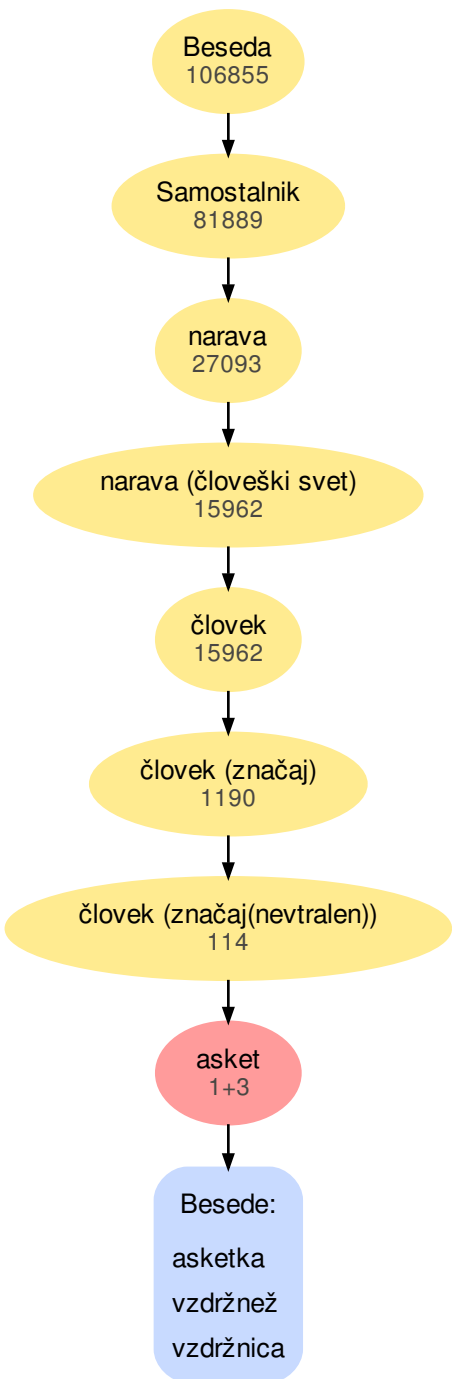 Beseda
106855
Samostalnik
81889
narava
27093
narava (človeški svet)
15962
človek
15962
človek (značaj)
1190
človek (značaj(nevtralen))
114
asket
1+3
Besede:
asketka
vzdržnež
vzdržnica